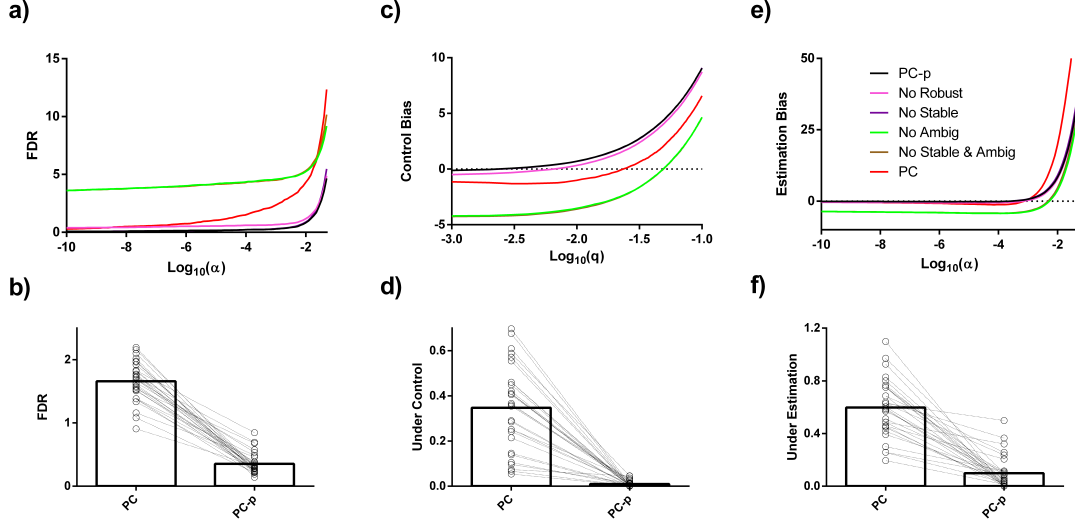 a)
15
10
5
0
FDR
-10
-8
-6
-4
-2
Log10(α)
c)
10
5
0
-5
Control Bias
-3.0
-2.5
-2.0
-1.5
-1.0
Log10(q)
e)
50
25
0
Estimation Bias
PC-p
No Robust
No Stable
No Ambig
No Stable & Ambig
PC
-10
-8
-6
-4
-2
Log10(α)
b)
2
1
0
FDR
PC
PC-p
d)
0.6
0.4
0.2
0.0
Under Control
PC
PC-p
f)
1.2
0.8
0.4
0.0
Under Estimation
PC
PC-p